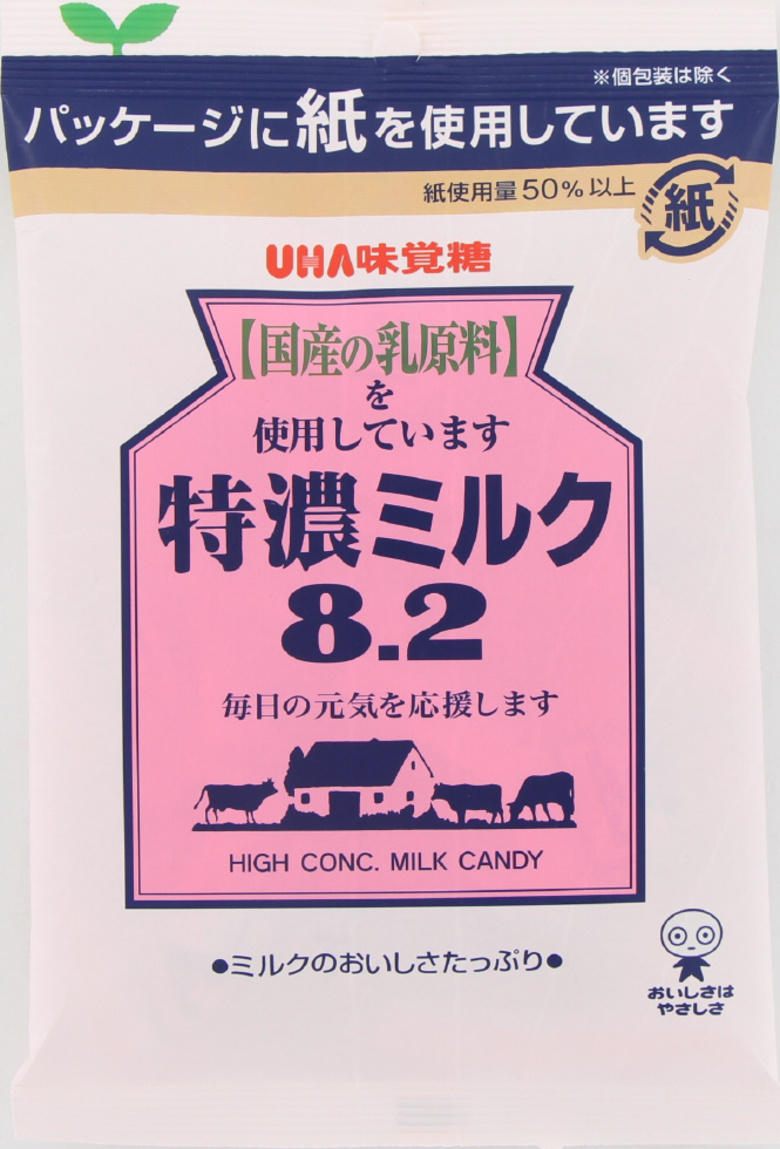 ※個包装は除く
パッケージに紙を使用しています
紙使用量50%以上
紙
UHA味覚糖
【国産の乳原料】
を
使用しています
特濃ミルク
8.2
毎日の元気を応援します
HIGH CONC. MILK CANDY
●ミルクのおいしさたっぷり●
おいしさは
やさしさ